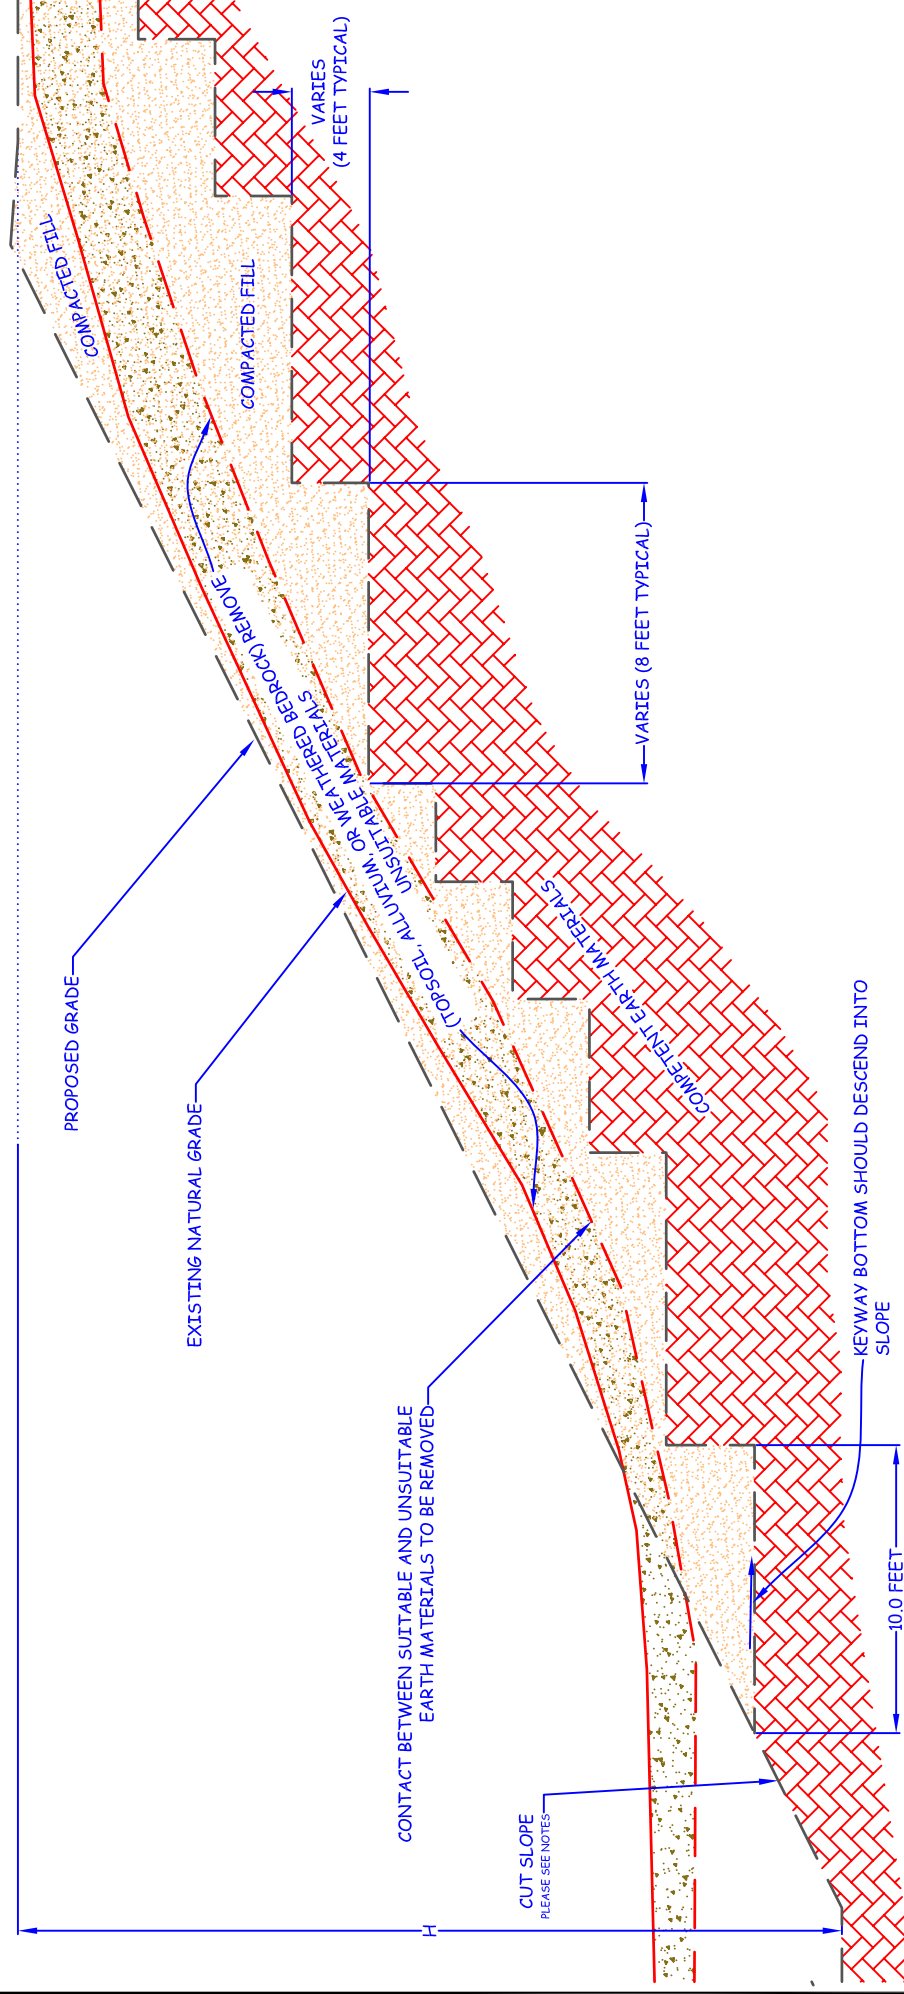 COMPACTED FILL
COMPACTED FILL
VARIES
(4 FEET TYPICAL)
VARIES (8 FEET TYPICAL)
PROPOSED GRADE
EXISTING NATURAL GRADE
UNSUITABLE MATERIALS
(TOPSOIL, ALLUVIUM, OR WEATHERED BEDROCK) REMOVE
COMPETENT EARTH MATERIALS
CONTACT BETWEEN SUITABLE AND UNSUITABLE
EARTH MATERIALS TO BE REMOVED
KEYWAY BOTTOM SHOULD DESCEND INTO
SLOPE
10.0 FEET
CUT SLOPE
PLEASE SEE NOTES
H